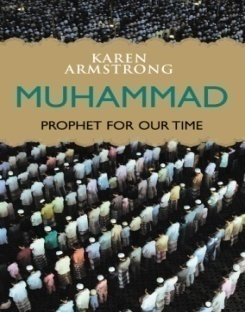 KAREN
ARMSTRONG
MUHAMMAD
PROPHET FOR OUR TIME